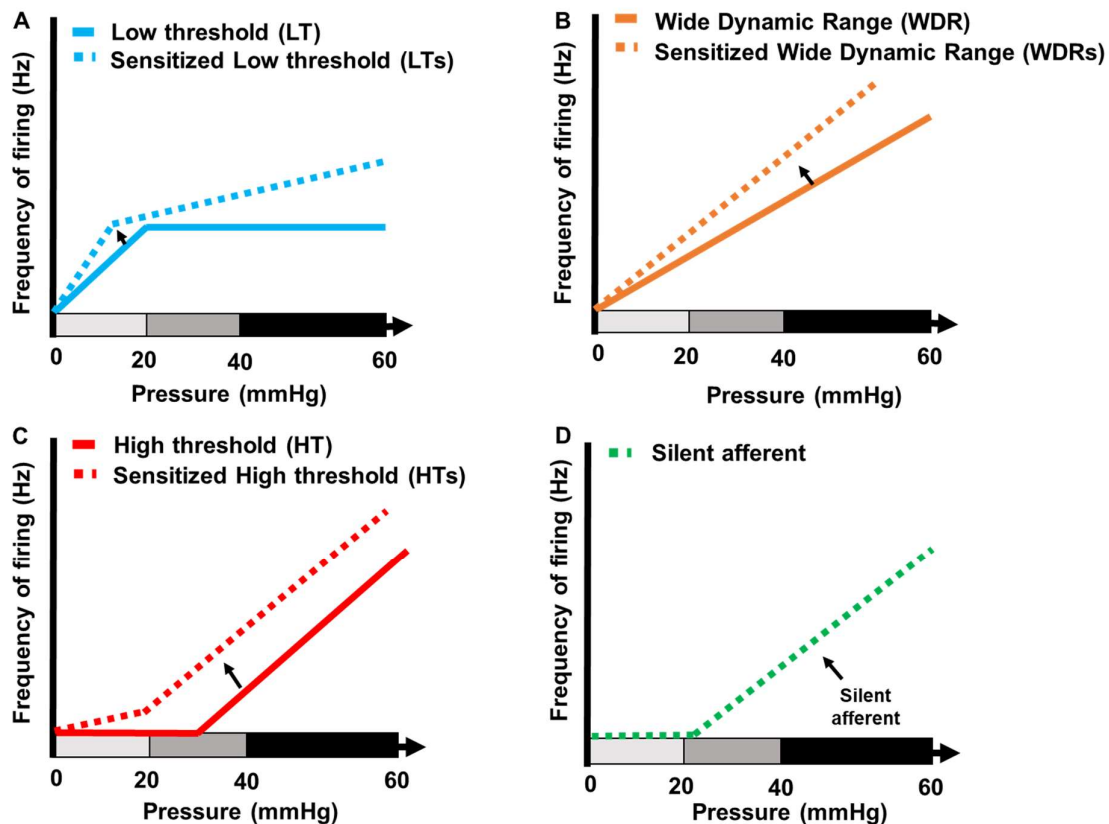 A
Low threshold (LT)
Sensitized Low threshold (LTs)
Frequency of firing (Hz)
0 20 40 60
Pressure (mmHg)
B
Wide Dynamic Range (WDR)
Sensitized Wide Dynamic Range (WDRs)
Frequency of firing (Hz)
0 20 40 60
Pressure (mmHg)
C
High threshold (HT)
Sensitized High threshold (HTs)
Frequency of firing (Hz)
0 20 40 60
Pressure (mmHg)
D
Silent afferent
Frequency of firing (Hz)
Silent
afferent
0 20 40 60
Pressure (mmHg)